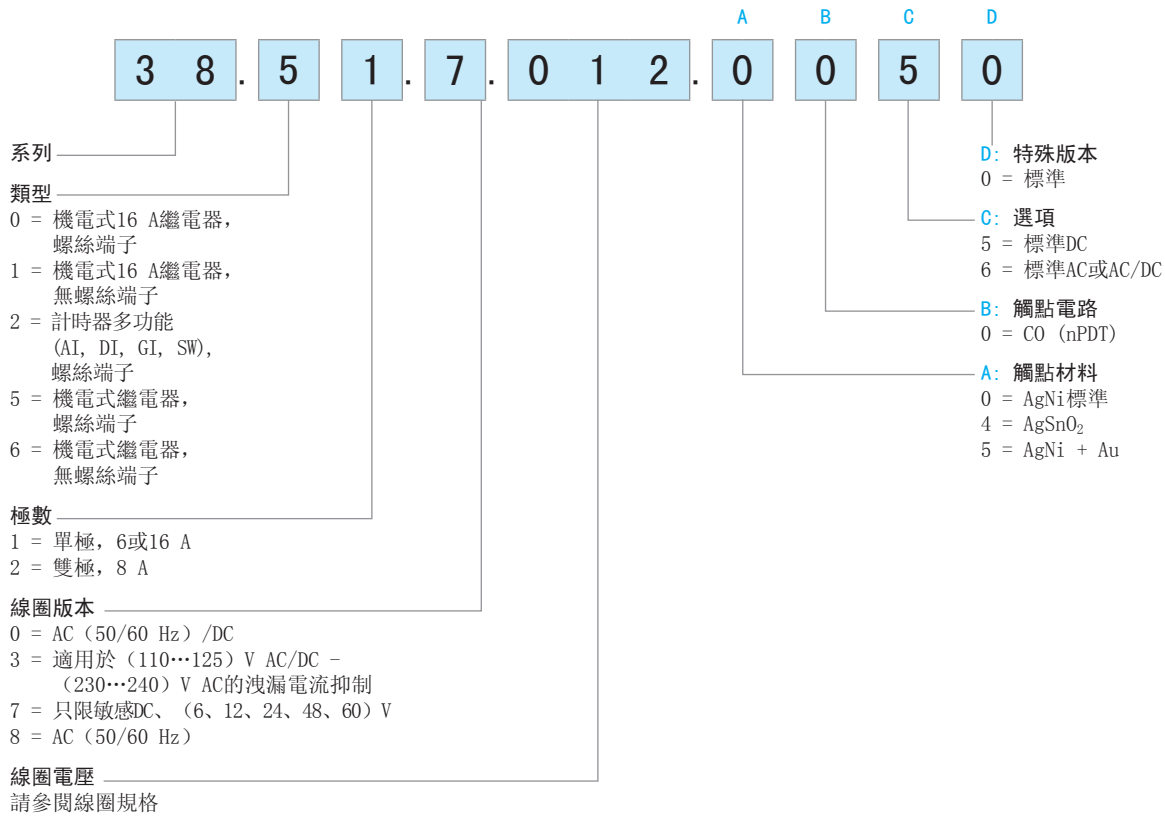 A B C D
3 8 . 5 1 . 7 . 0 1 2 . 0 0 5 0
系列
類型
0 = 機電式16 A繼電器，
螺絲端子
1 = 機電式16 A繼電器，
無螺絲端子
2 = 計時器多功能
(AI, DI, GI, SW),
螺絲端子
5 = 機電式繼電器，
螺絲端子
6 = 機電式繼電器，
無螺絲端子
極數
1 = 單極，6或16 A
2 = 雙極，8 A
線圈版本
0 = AC（50/60 Hz）/DC
3 = 適用於（110…125）V AC/DC -
（230…240）V AC的洩漏電流抑制
7 = 只限敏感DC、（6、12、24、48、60）V
8 = AC（50/60 Hz）
線圈電壓
請參閱線圈規格
D: 特殊版本
0 = 標準
C: 選項
5 = 標準DC
6 = 標準AC或AC/DC
B: 觸點電路
0 = CO (nPDT)
A: 觸點材料
0 = AgNi標準
4 = AgSnO₂
5 = AgNi + Au